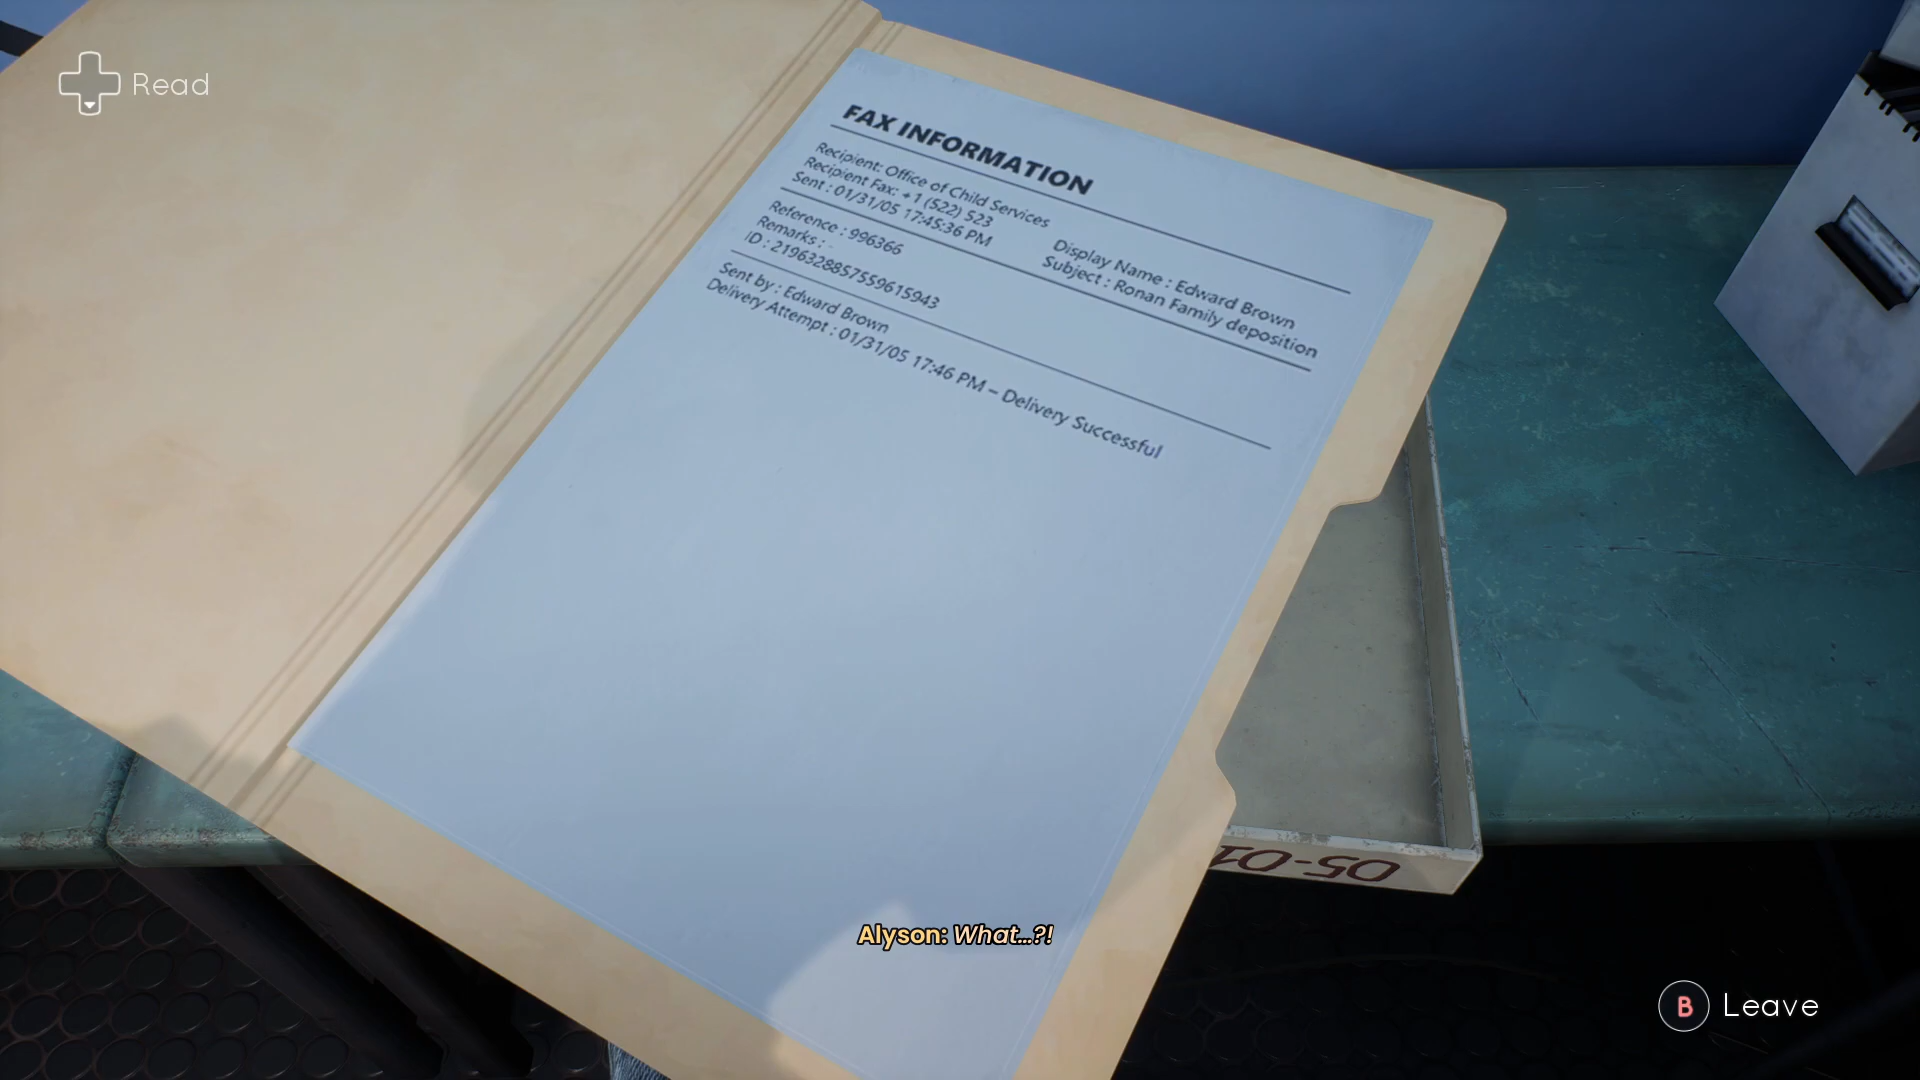 Read
FAX INFORMATION
Recipient: Office of Child Services
Recipient Fax: +1 (522) 523
Sent : 01/31/05 17:45:36 PM
Display Name : Edward Brown
Subject : Ronan Family deposition
Reference : 996366
Remarks : -
ID : 2196328857559615943
Sent by : Edward Brown
Delivery Attempt : 01/31/05 17:46 PM – Delivery Successful
05-01
Alyson: What...?!
B Leave